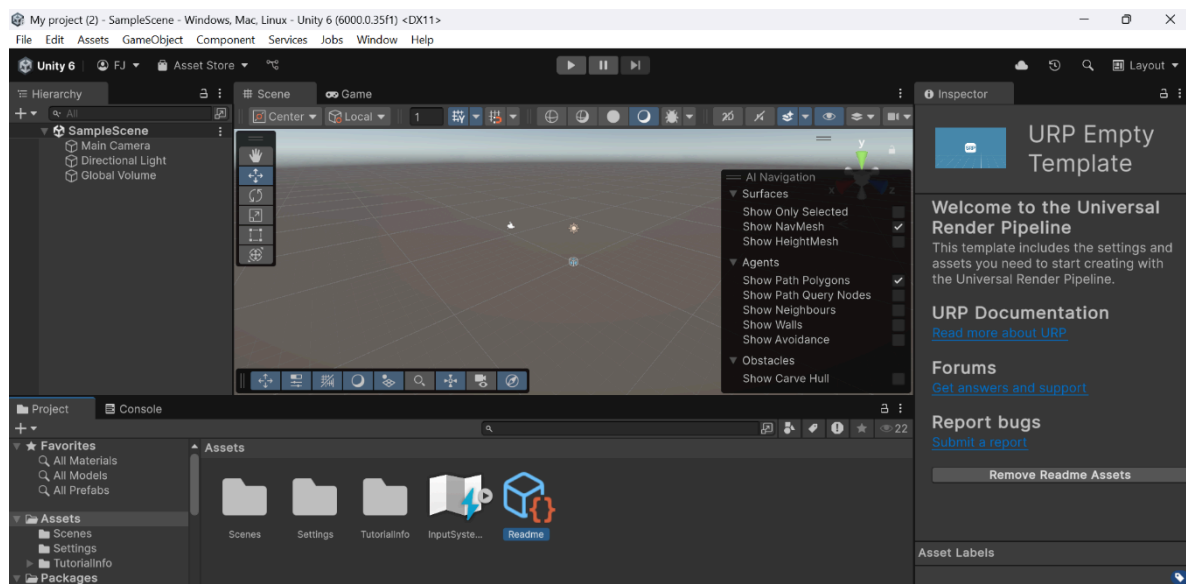 My project (2) - SampleScene - Windows, Mac, Linux - Unity 6 (6000.0.35f1) <DX11>
File Edit Assets GameObject Component Services Jobs Window Help
Unity 6 FJ Asset Store Layout
Hierarchy
All
SampleScene
Main Camera
Directional Light
Global Volume
Scene Game
Center Local 1
2D
y
x
z
AI Navigation
Surfaces
Show Only Selected
Show NavMesh
Show HeightMesh
Agents
Show Path Polygons
Show Path Query Nodes
Show Neighbours
Show Walls
Show Avoidance
Obstacles
Show Carve Hull
Inspector
URP Empty
Template
Welcome to the Universal
Render Pipeline
This template includes the settings and
assets you need to start creating with
the Universal Render Pipeline.
URP Documentation
Read more about URP
Forums
Get answers and support
Report bugs
Submit a report
Remove Readme Assets
Asset Labels
Project Console
22
Favorites
All Materials
All Models
All Prefabs
Assets
Scenes
Settings
TutorialInfo
Packages
Assets
Scenes Settings TutorialInfo InputSyste... Readme